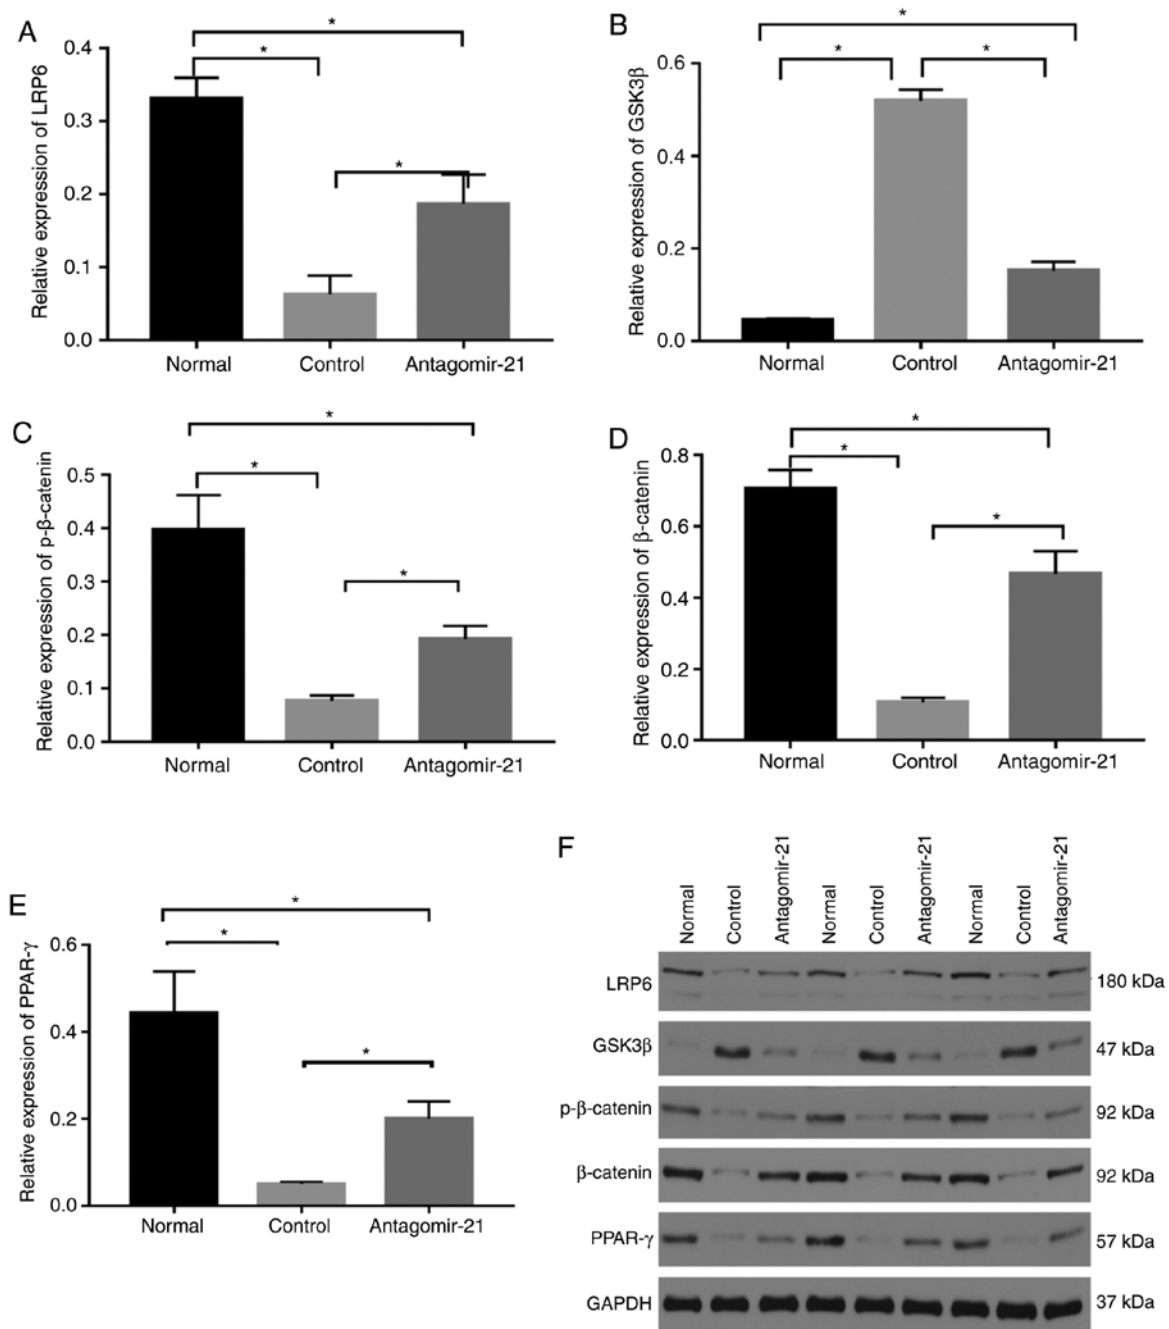 A
*
*
*
Relative expression of LRP6
0.4
0.3
0.2
0.1
0.0
Normal Control Antagomir-21
B
*
*
*
Relative expression of GSK3β
0.6
0.4
0.2
0.0
Normal Control Antagomir-21
C
*
*
*
Relative expression of p-β-catenin
0.5
0.4
0.3
0.2
0.1
0.0
Normal Control Antagomir-21
D
*
*
*
Relative expression of β-catenin
0.8
0.6
0.4
0.2
0.0
Normal Control Antagomir-21
E
*
*
*
Relative expression of PPAR-γ
0.6
0.4
0.2
0.0
Normal Control Antagomir-21
F
Normal Control Antagomir-21 Normal Control Antagomir-21 Normal Control Antagomir-21
LRP6 180 kDa
GSK3β 47 kDa
p-β-catenin 92 kDa
β-catenin 92 kDa
PPAR-γ 57 kDa
GAPDH 37 kDa